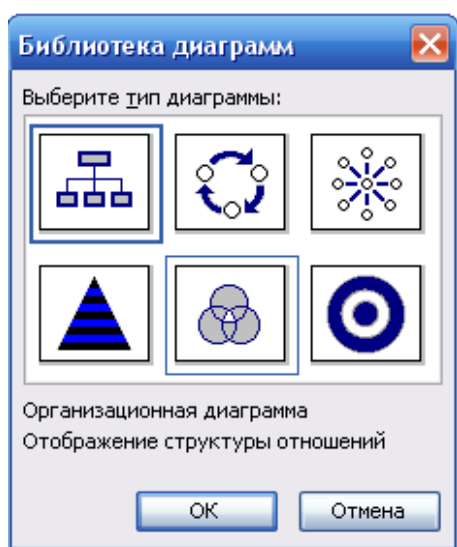 Библиотека диаграмм
Выберите тип диаграммы:
Организационная диаграмма
Отображение структуры отношений
ОК
Отмена